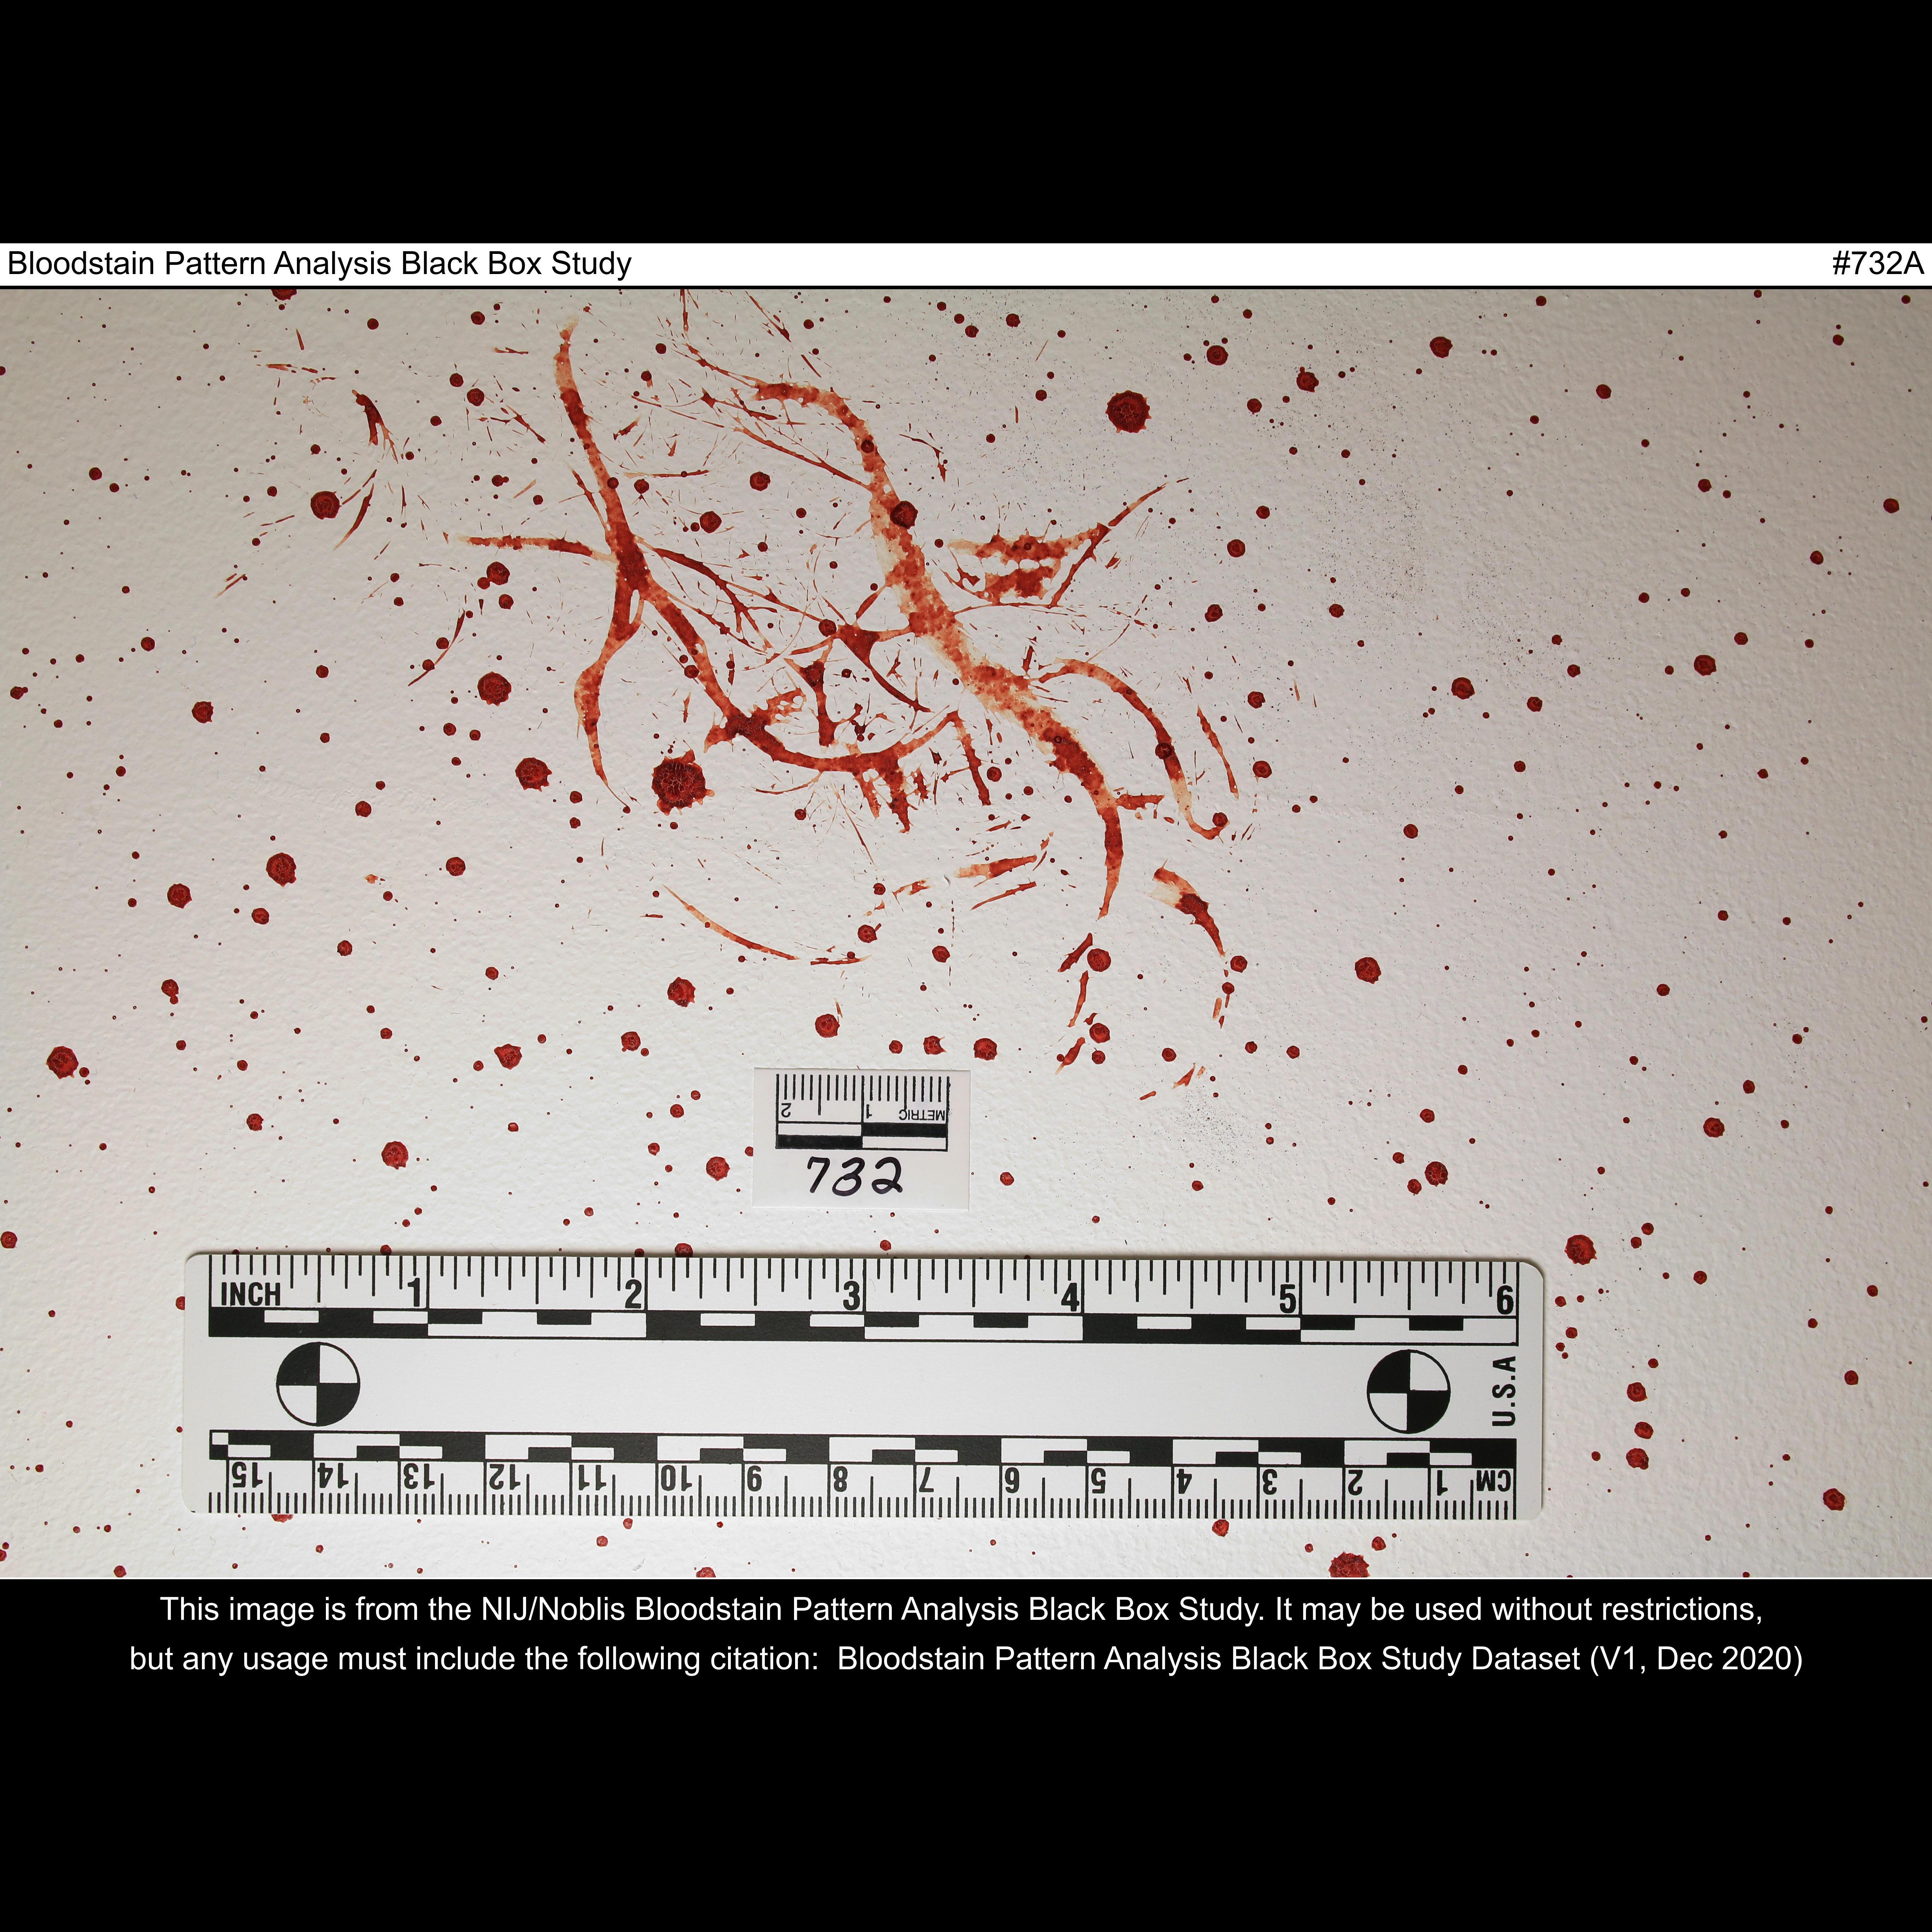 Bloodstain Pattern Analysis Black Box Study #732A
2 1 METRIC
732
INCH 1 2 3 4 5 6
U.S.A
15 14 13 12 11 10 9 8 7 6 5 4 3 2 1 CM
This image is from the NIJ/Noblis Bloodstain Pattern Analysis Black Box Study. It may be used without restrictions,
but any usage must include the following citation:  Bloodstain Pattern Analysis Black Box Study Dataset (V1, Dec 2020)